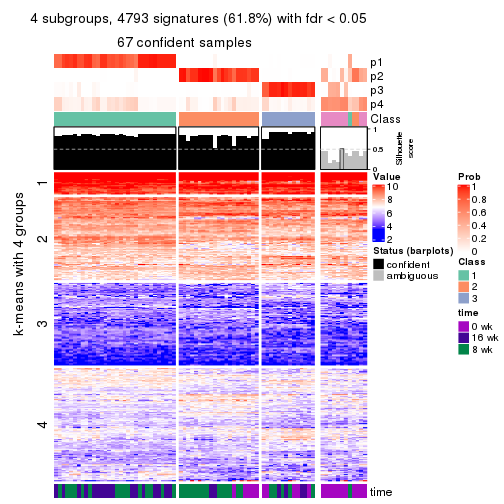 4 subgroups, 4793 signatures (61.8%) with fdr < 0.05
67 confident samples
p1
p2
p3
p4
Class
1
0.5
0
Silhouette
score
k-means with 4 groups
1
2
3
4
time
Value
10
8
6
4
2
Status (barplots)
confident
ambiguous
Prob
1
0.8
0.6
0.4
0.2
0
Class
1
2
3
time
0 wk
16 wk
8 wk